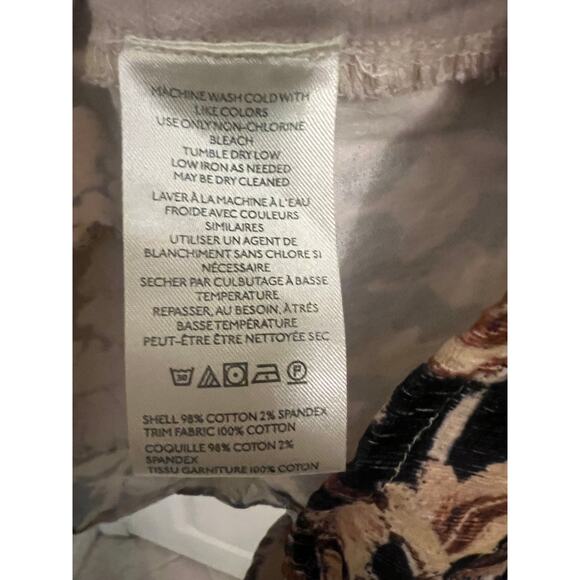 MACHINE WASH COLD WITH
LIKE COLORS
USE ONLY NON-CHLORINE
BLEACH
TUMBLE DRY LOW
LOW IRON AS NEEDED
MAY BE DRY CLEANED
LAVER À LA MACHINE À L'EAU
FROIDE AVEC COULEURS
SIMILAIRES
UTILISER UN AGENT DE
BLANCHIMENT SANS CHLORE SI
NÉCESSAIRE
SECHER PAR CULBUTAGE À BASSE
TEMPERATURE
REPASSER, AU BESOIN, À TRÉS
BASSE TEMPÉRATURE
PEUT-ÊTRE ÊTRE NETTOYÉE SEC
30 P
SHELL 98% COTTON 2% SPANDEX
TRIM FABRIC 100% COTTON
COQUILLE 98% COTON 2%
SPANDEX
TISSU GARNITURE 100% COTON